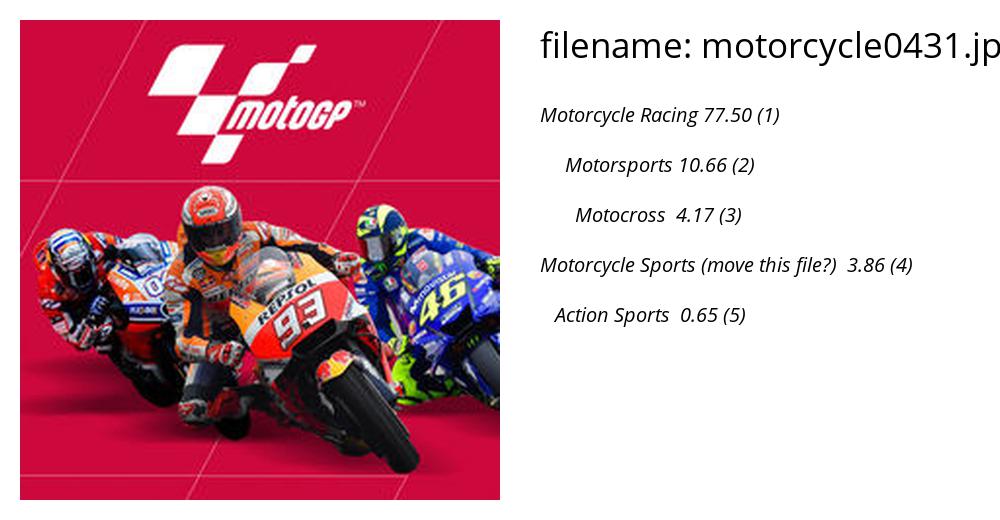 motoGP™
REPSOL
93
movistar
46
filename: motorcycle0431.jp
Motorcycle Racing 77.50 (1)
Motorsports 10.66 (2)
Motocross 4.17 (3)
Motorcycle Sports (move this file?) 3.86 (4)
Action Sports 0.65 (5)